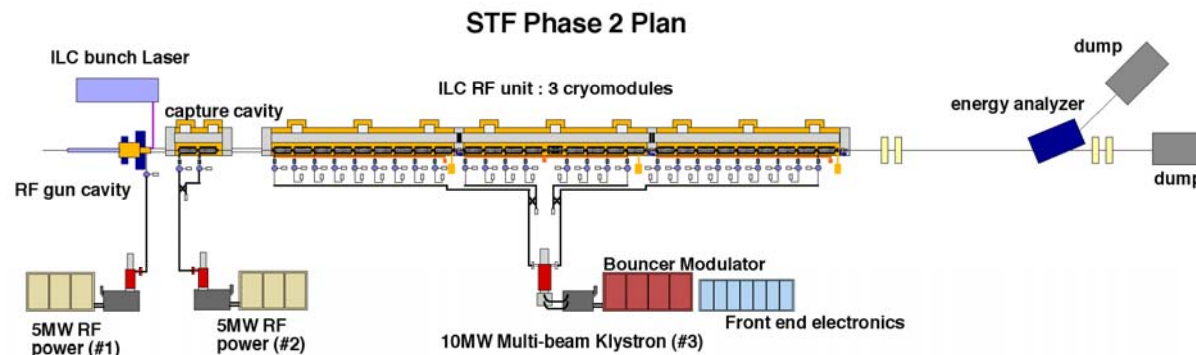 STF Phase 2 Plan
ILC bunch Laser
capture cavity
ILC RF unit : 3 cryomodules
dump
energy analyzer
RF gun cavity
dump
Bouncer Modulator
5MW RF
power (#1)
5MW RF
power (#2)
10MW Multi-beam Klystron (#3)
Front end electronics